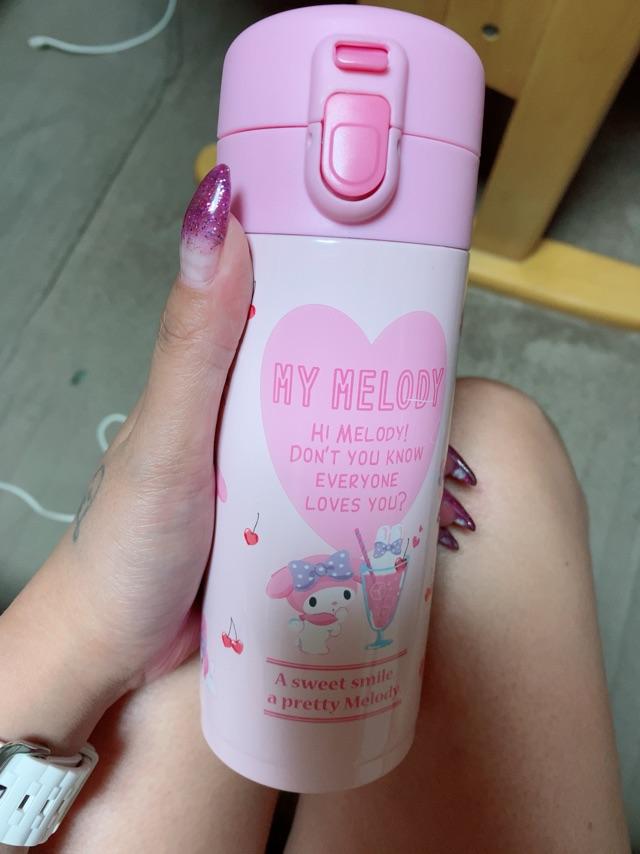 MY MELODY
HI MELODY!
DON'T YOU KNOW
EVERYONE
LOVES YOU?
A sweet smile
a pretty Melody